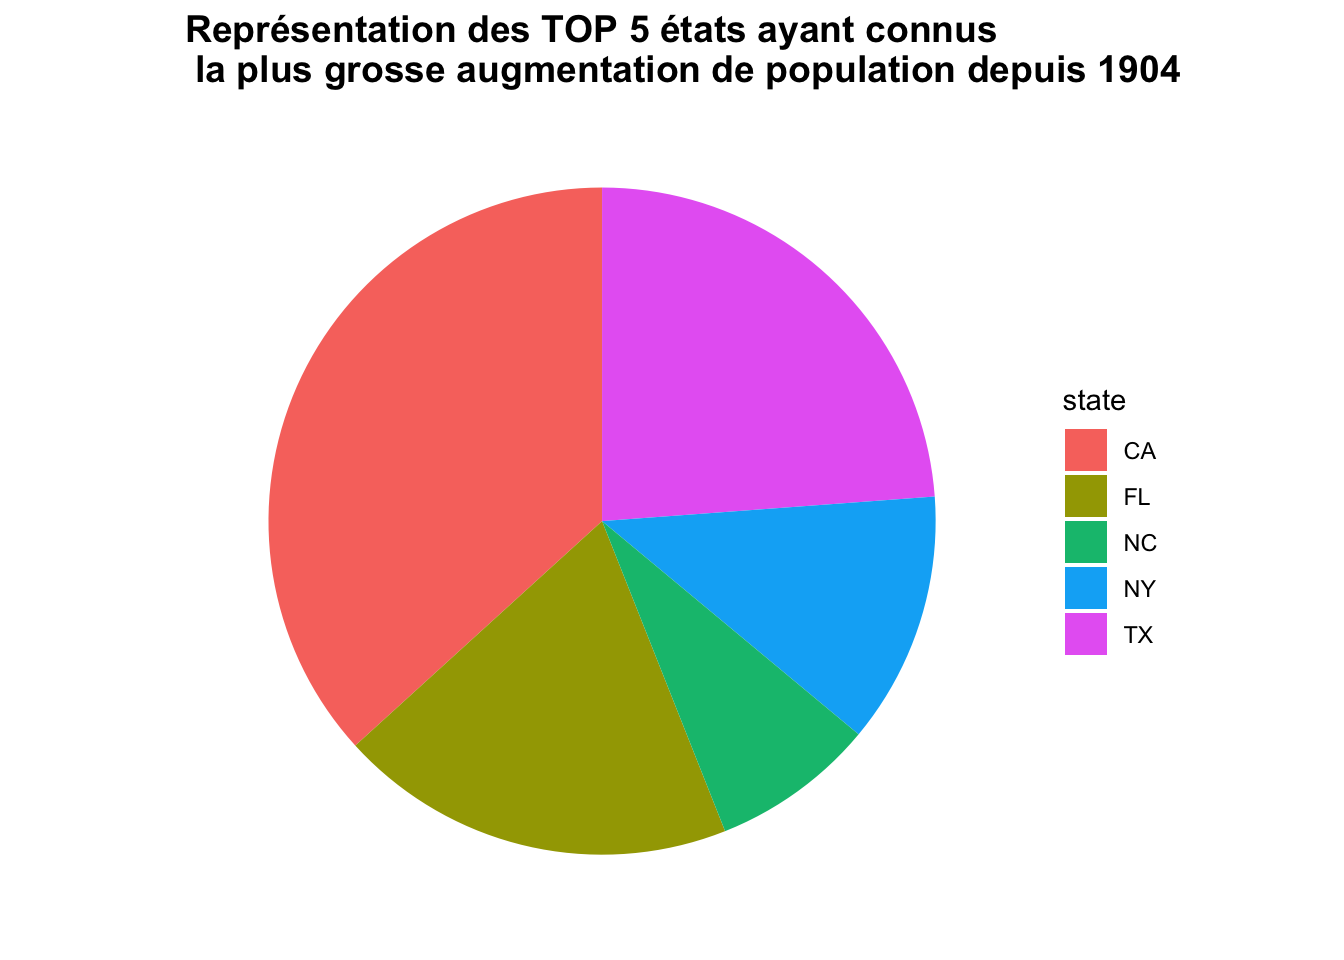 Représentation des TOP 5 états ayant connus
la plus grosse augmentation de population depuis 1904
state
CA
FL
NC
NY
TX